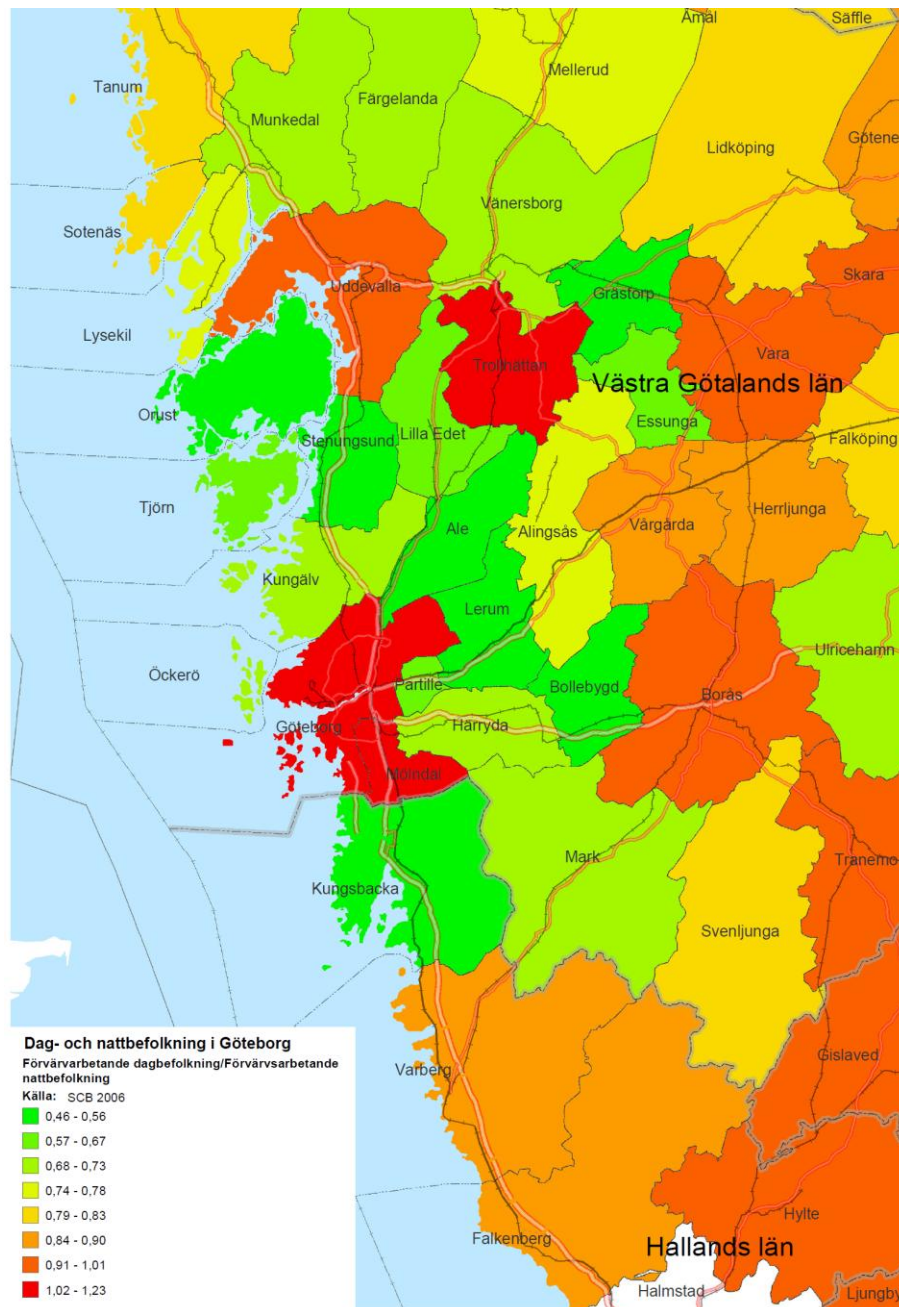 Åmål
Säffle
Tanum
Mellerud
Munkedal
Färgelanda
Lidköping
Götene
Vänersborg
Sotenäs
Uddevalla
Grästorp
Skara
Lysekil
Trollhättan
Vara
Västra Götalands län
Orust
Stenungsund
Lilla Edet
Essunga
Falköping
Tjörn
Ale
Alingsås
Vårgårda
Herrljunga
Kungälv
Lerum
Öckerö
Partille
Bollebygd
Ulricehamn
Borås
Göteborg
Härryda
Mölndal
Mark
Tranemo
Kungsbacka
Svenljunga
Dag- och nattbefolkning i Göteborg
Förvärvarbetande dagbefolkning/Förvärvsarbetande
nattbefolkning
Källa: SCB 2006
0,46 - 0,56
0,57 - 0,67
0,68 - 0,73
0,74 - 0,78
0,79 - 0,83
0,84 - 0,90
0,91 - 1,01
1,02 - 1,23
Gislaved
Varberg
Hylte
Falkenberg
Hallands län
Halmstad
Ljungby